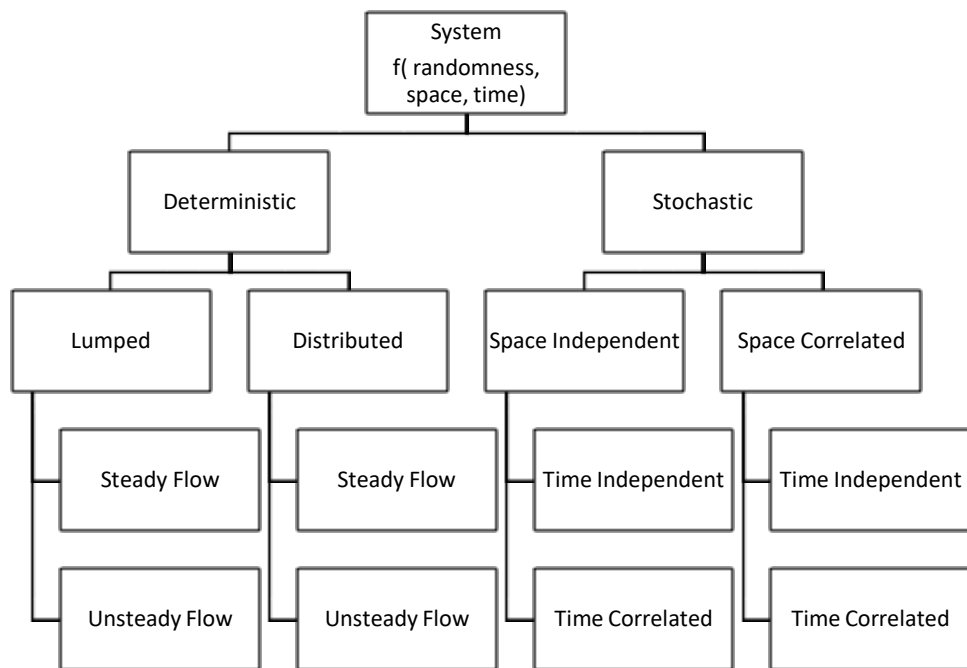 System
f( randomness,
space, time)
Deterministic
Stochastic
Lumped
Distributed
Space Independent
Space Correlated
Steady Flow
Steady Flow
Time Independent
Time Independent
Unsteady Flow
Unsteady Flow
Time Correlated
Time Correlated